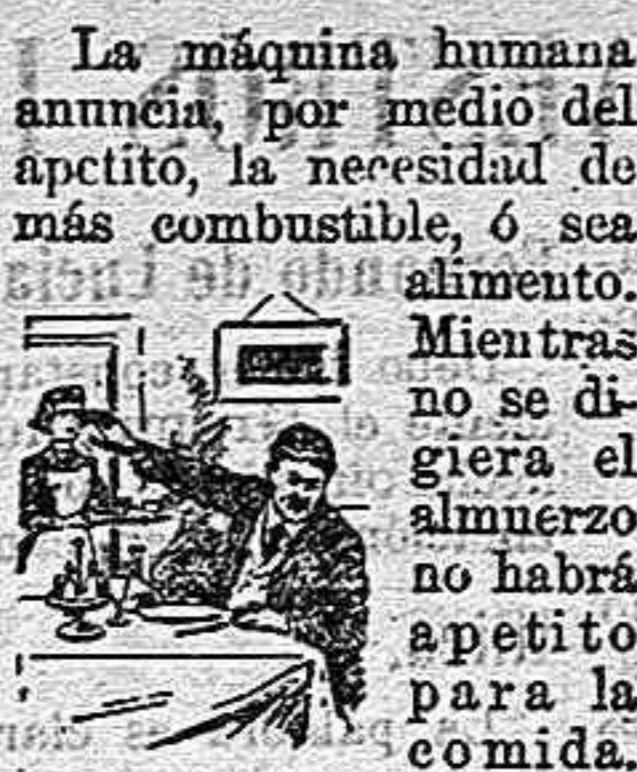 La máquina humana
anuncia, por medio del
apetito, la necesidad de
más combustible, ó sea
alimento.
Mientras
no se di-
giera el
almuerzo
no habrá
apetito
para la
comida.